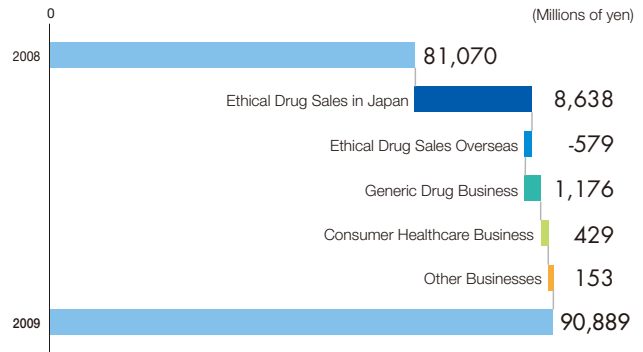 0 (Millions of yen)
2008 81,070
Ethical Drug Sales in Japan 8,638
Ethical Drug Sales Overseas -579
Generic Drug Business 1,176
Consumer Healthcare Business 429
Other Businesses 153
2009 90,889